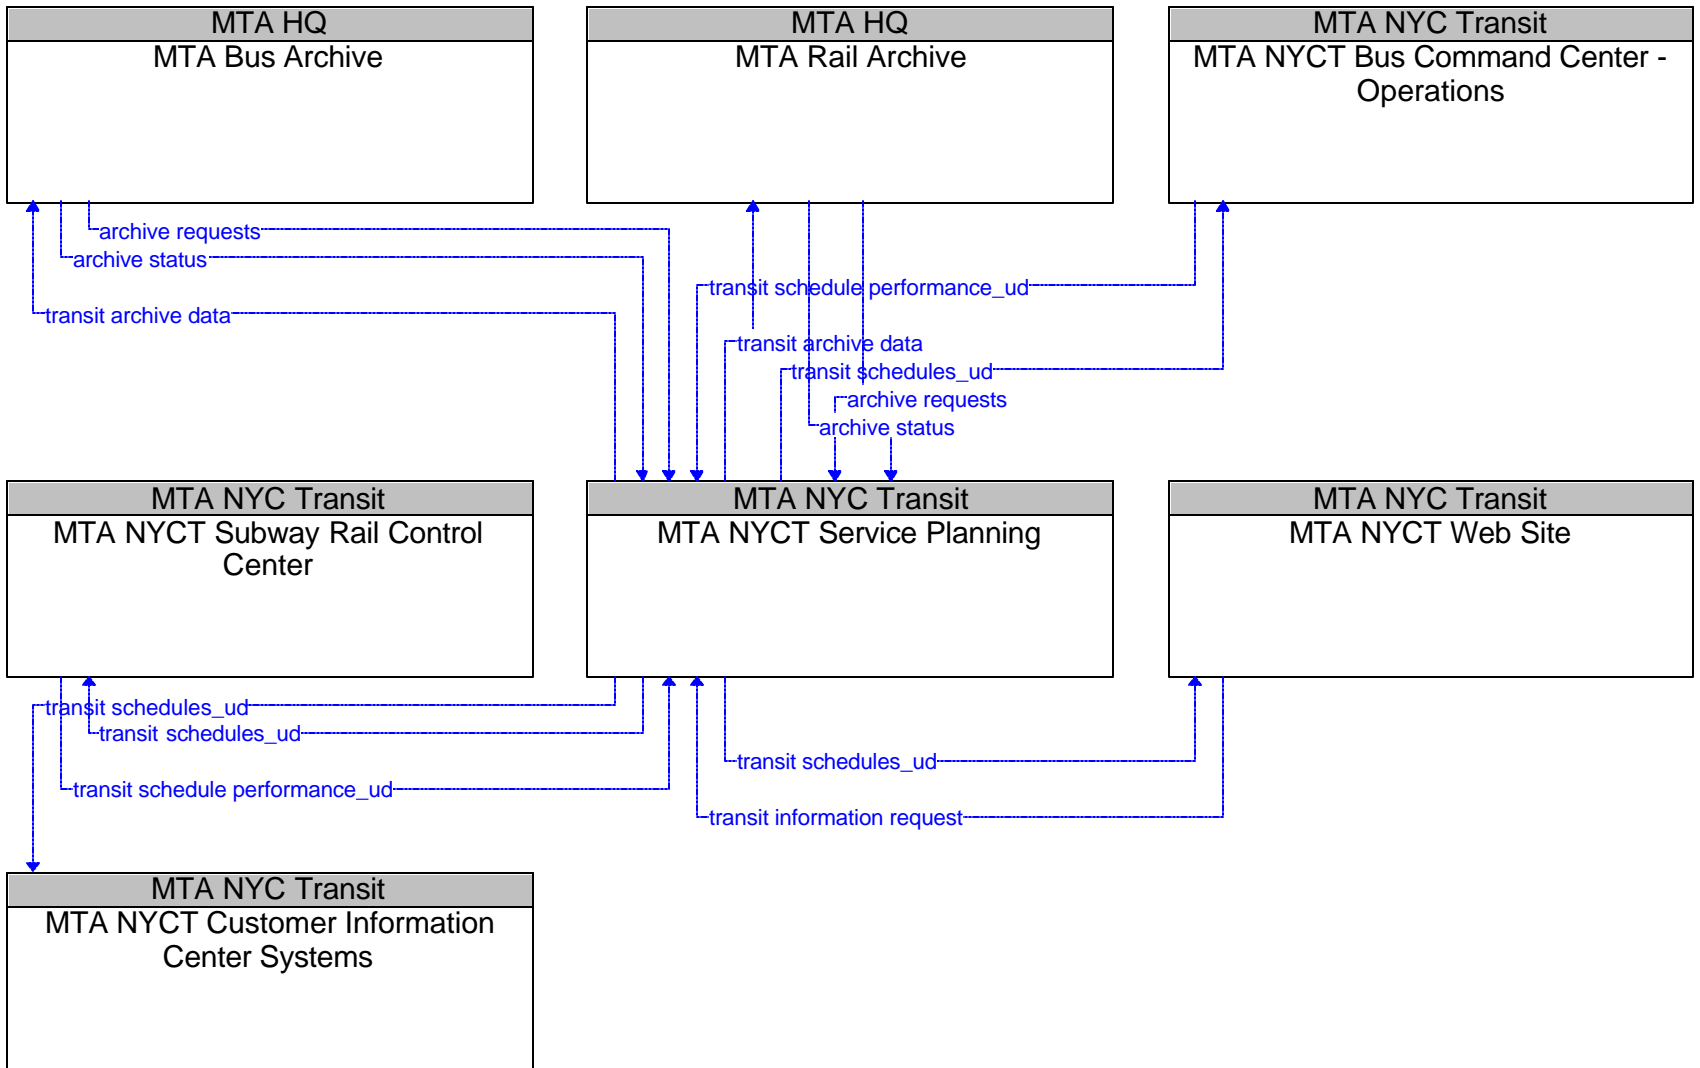 MTA HQ
MTA Bus Archive
MTA HQ
MTA Rail Archive
MTA NYC Transit
MTA NYCT Bus Command Center -
Operations
archive requests
archive status
transit schedule performance_ud
transit archive data
transit archive data
transit schedules_ud
archive requests
archive status
MTA NYC Transit
MTA NYCT Subway Rail Control
Center
MTA NYC Transit
MTA NYCT Service Planning
MTA NYC Transit
MTA NYCT Web Site
transit schedules_ud
transit schedules_ud
transit schedules_ud
transit schedule performance_ud
transit information request
MTA NYC Transit
MTA NYCT Customer Information
Center Systems